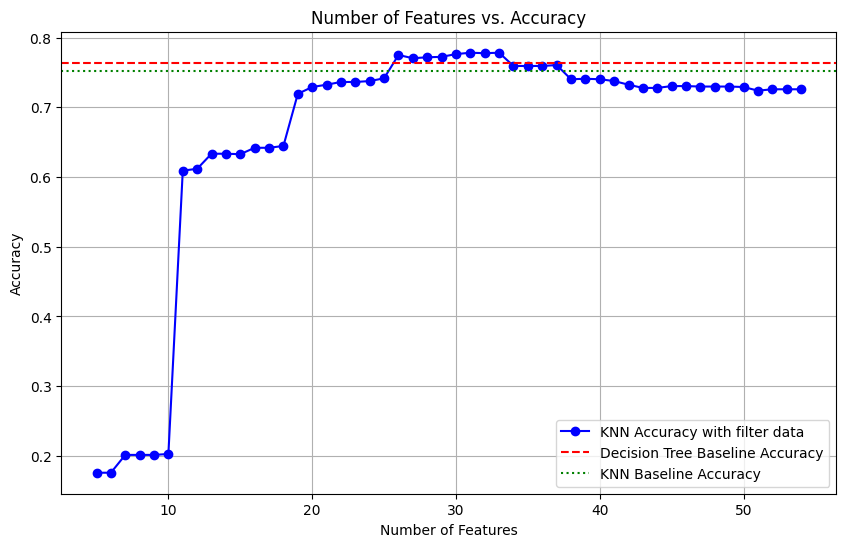 Number of Features vs. Accuracy
0.8
0.7
0.6
0.5
0.4
0.3
0.2
Accuracy
10
20
30
40
50
Number of Features
KNN Accuracy with filter data
Decision Tree Baseline Accuracy
KNN Baseline Accuracy